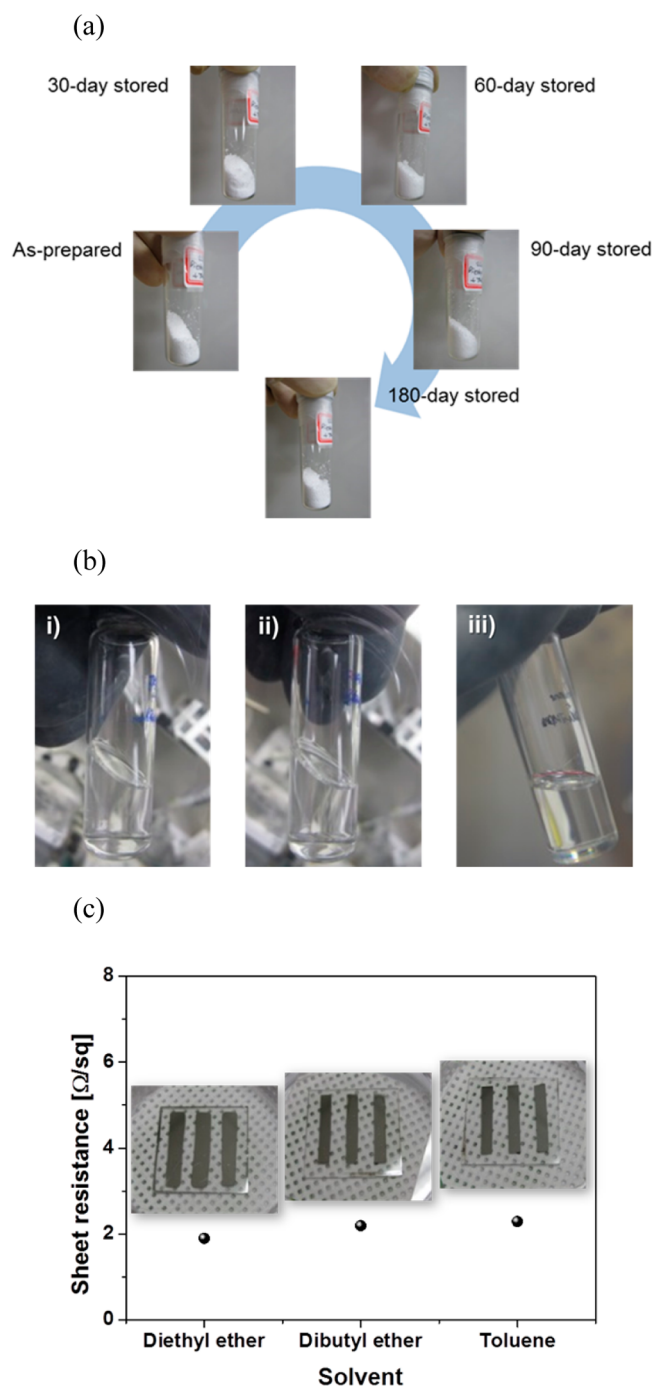 (a)
30-day stored
60-day stored
As-prepared
90-day stored
180-day stored
(b)
i)
ii)
iii)
(c)
Sheet resistance [Ω/sq]
8
6
4
2
0
Diethyl ether
Dibutyl ether
Toluene
Solvent